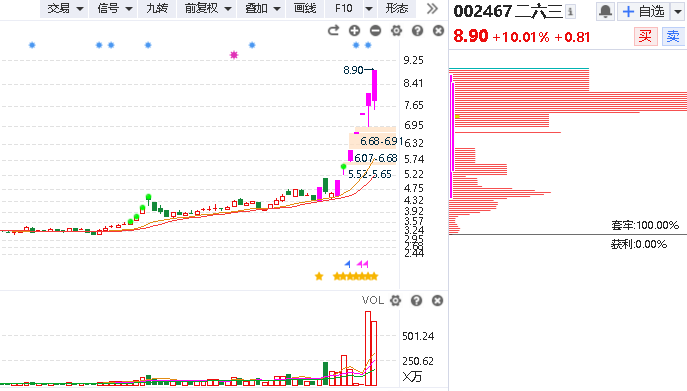 交易 信号 九转 前复权 叠加 画线 F10 形态
002467 二六三
自选
8.90 +10.01% +0.81
买 卖
8.90
9.25
8.41
7.65
6.95
6.68-6.91
6.32
6.07-6.68
5.74
5.52-5.65
5.22
4.75
4.32
3.92
3.57
3.24
2.95
2.68
2.44
套牢:100.00%
获利:0.00%
VOL
501.24
250.62
X万